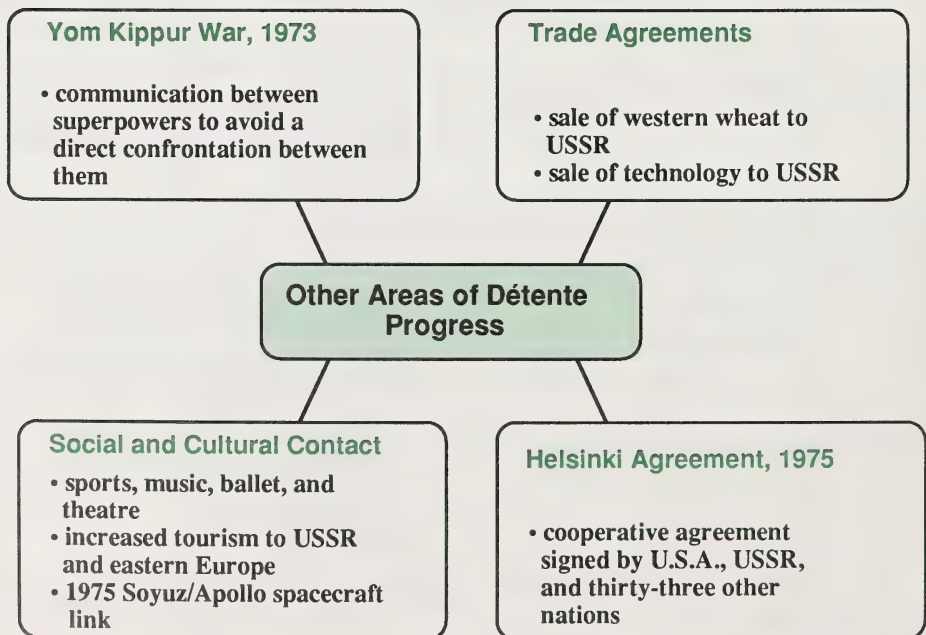 Yom Kippur War, 1973
• communication between
superpowers to avoid a
direct confrontation between
them
Trade Agreements
• sale of western wheat to
USSR
• sale of technology to USSR
Other Areas of Détente
Progress
Social and Cultural Contact
• sports, music, ballet, and
theatre
• increased tourism to USSR
and eastern Europe
• 1975 Soyuz/Apollo spacecraft
link
Helsinki Agreement, 1975
• cooperative agreement
signed by U.S.A., USSR,
and thirty-three other
nations